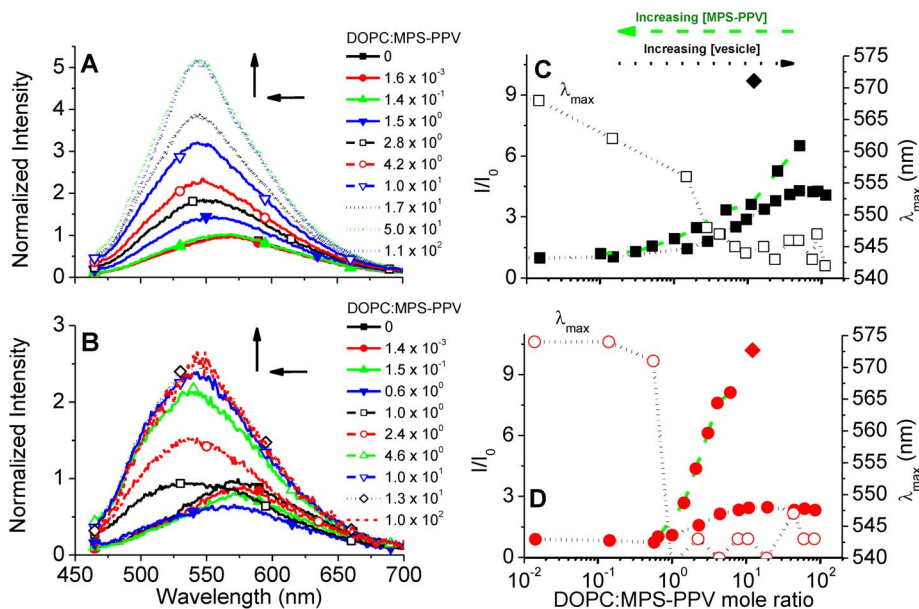 A
DOPC:MPS-PPV
0
1.6 x 10⁻³
1.4 x 10⁻¹
1.5 x 10⁰
2.8 x 10⁰
4.2 x 10⁰
1.0 x 10¹
1.7 x 10¹
5.0 x 10¹
1.1 x 10²
Normalized Intensity
5
4
3
2
1
0
B
DOPC:MPS-PPV
0
1.4 x 10⁻³
1.5 x 10⁻¹
0.6 x 10⁰
1.0 x 10⁰
2.4 x 10⁰
4.6 x 10⁰
1.0 x 10¹
1.3 x 10¹
1.0 x 10²
Normalized Intensity
3
2
1
0
450 500 550 600 650 700
Wavelength (nm)
Increasing [MPS-PPV]
Increasing [vesicle]
C
λmax
I/I₀
9
6
3
0
575
570
565
560
555
550
545
540
λmax (nm)
D
λmax
I/I₀
9
6
3
0
575
570
565
560
555
550
545
540
λmax (nm)
10⁻² 10⁻¹ 10⁰ 10¹ 10²
DOPC:MPS-PPV mole ratio